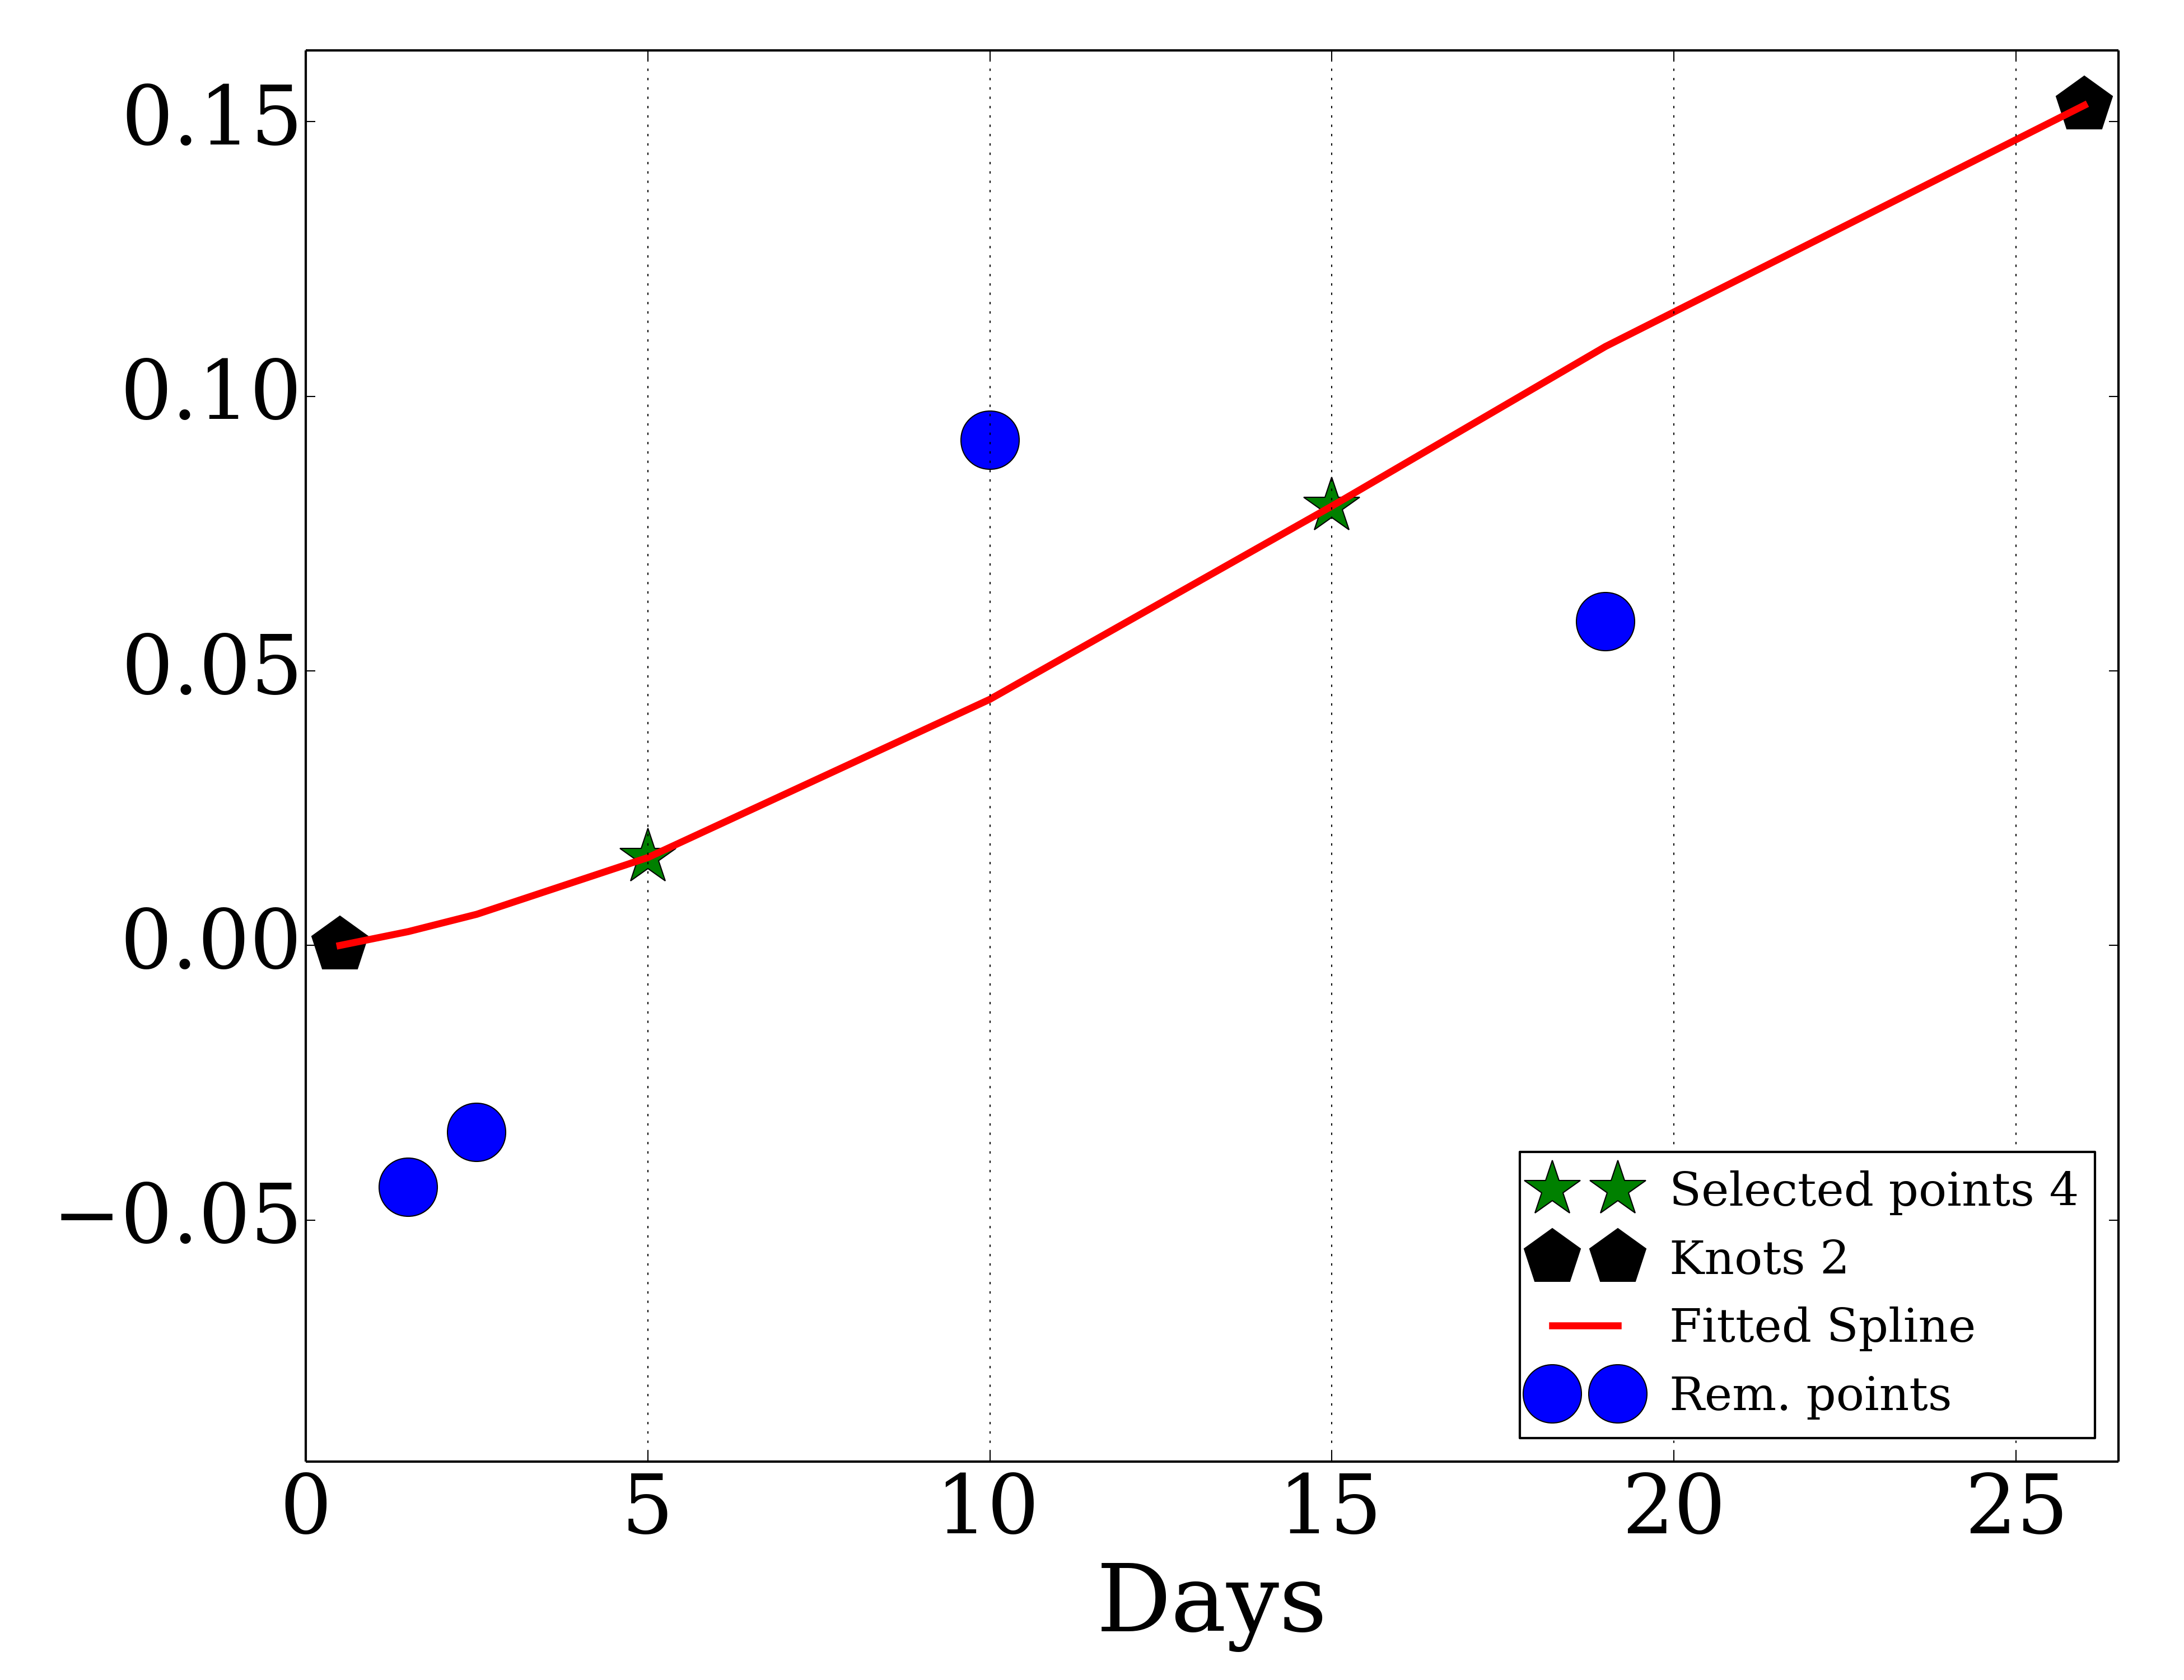 0.15
0.10
0.05
0.00
−0.05
0 5 10 15 20 25
Days
Selected points 4
Knots 2
Fitted Spline
Rem. points